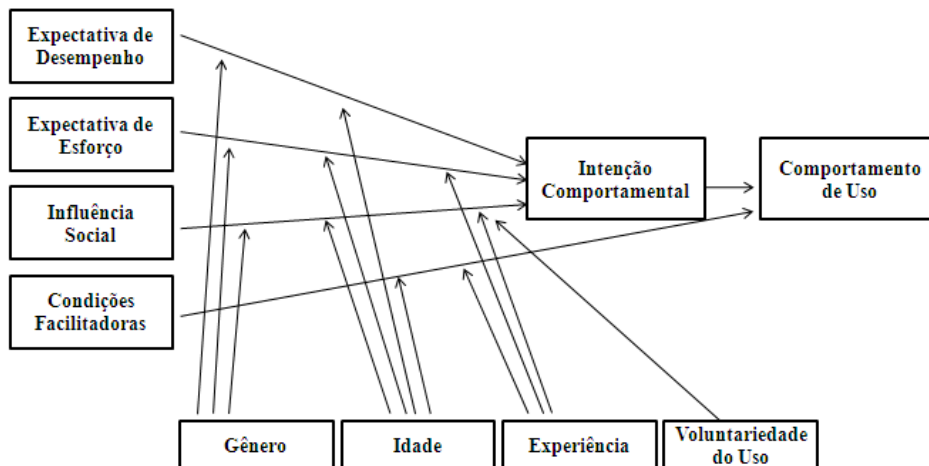 Expectativa de
Desempenho
Expectativa de
Esforço
Influência
Social
Condições
Facilitadoras
Intenção
Comportamental
Comportamento
de Uso
Gênero
Idade
Experiência
Voluntariedade
do Uso